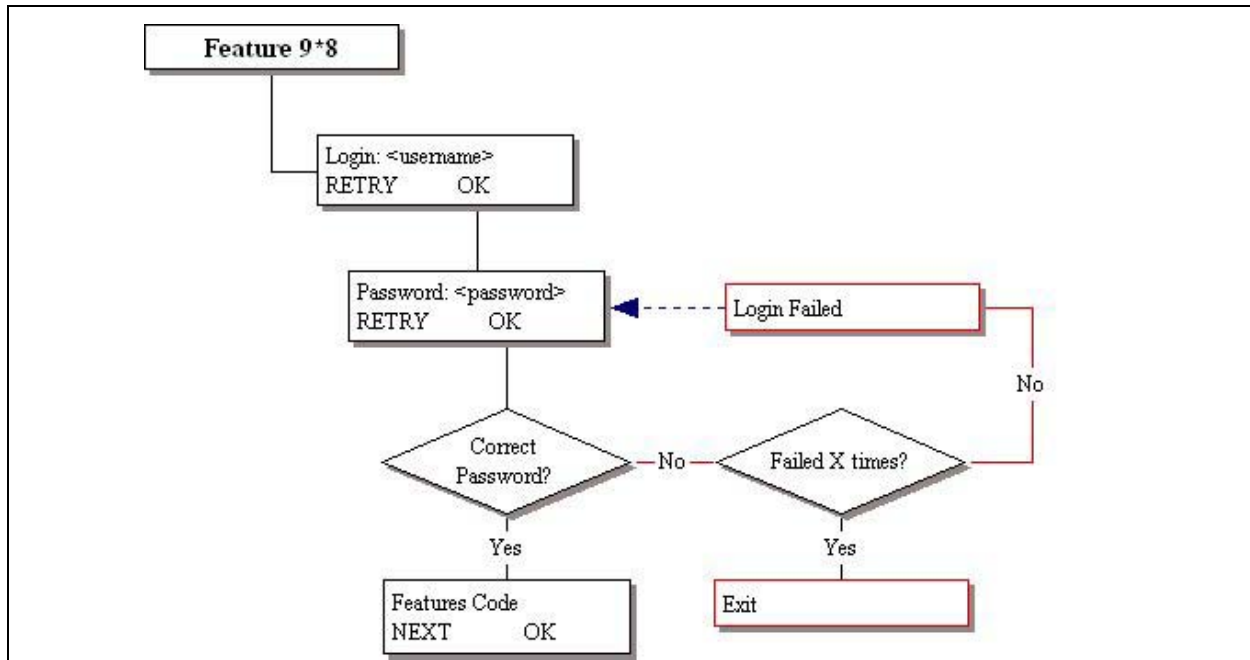 Feature 9*8
Login: <username>
RETRY OK
Password: <password>
RETRY OK
Login Failed
No
Correct
Password?
No
Failed X times?
Yes
Yes
Features Code
NEXT OK
Exit